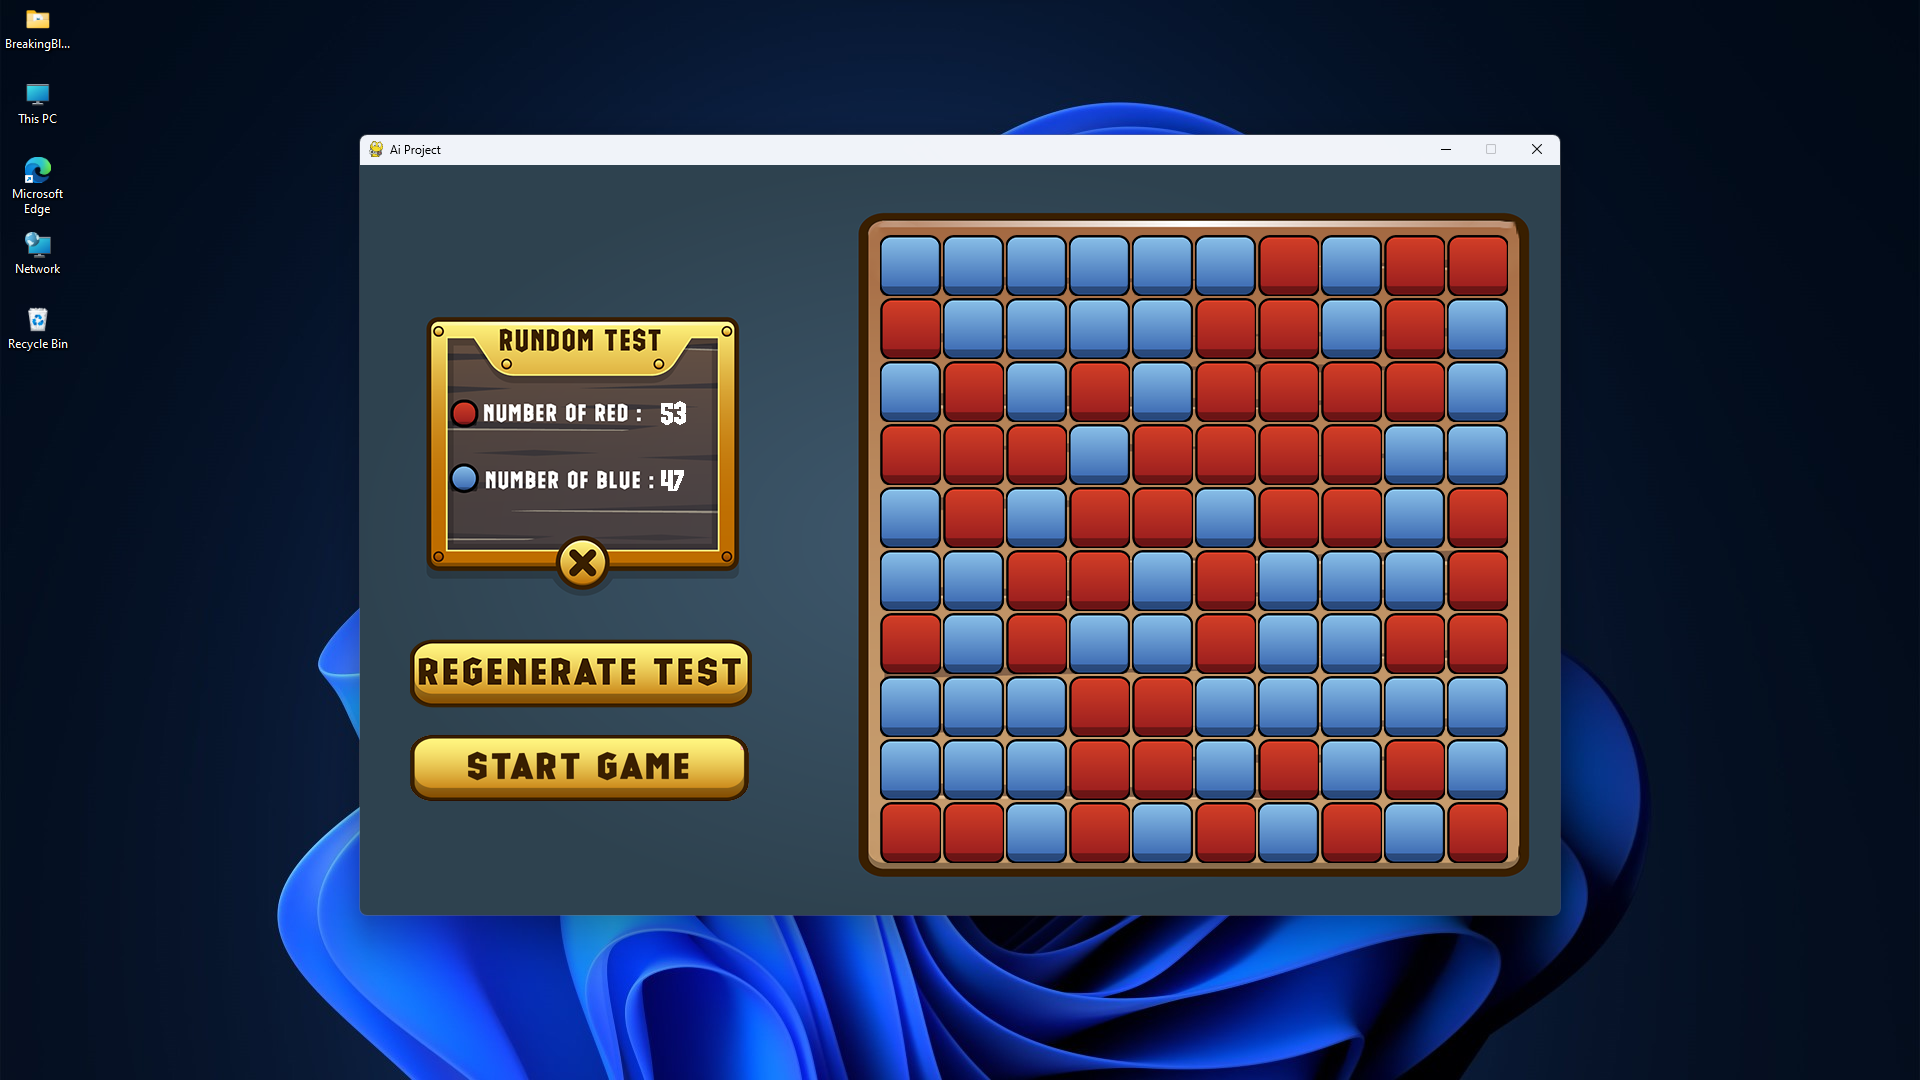 BreakingBl...
This PC
Microsoft
Edge
Network
Recycle Bin
Ai Project
RUNDOM TEST
NUMBER OF RED : 53
NUMBER OF BLUE : 47
REGENERATE TEST
START GAME